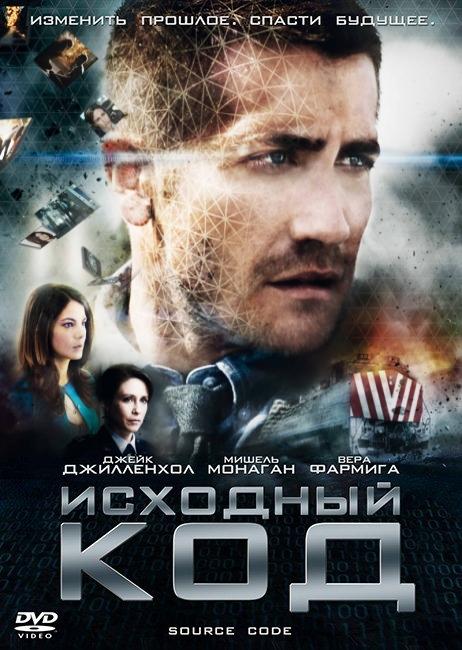 ИЗМЕНИТЬ ПРОШЛОЕ. СПАСТИ БУДУЩЕЕ.
ДЖЕЙК МИШЕЛЬ ВЕРА
ДЖИЛЛЕНХОЛ МОНАГАН ФАРМИГА
ИСХОДНЫЙ
КОД
DVD
VIDEO
SOURCE CODE